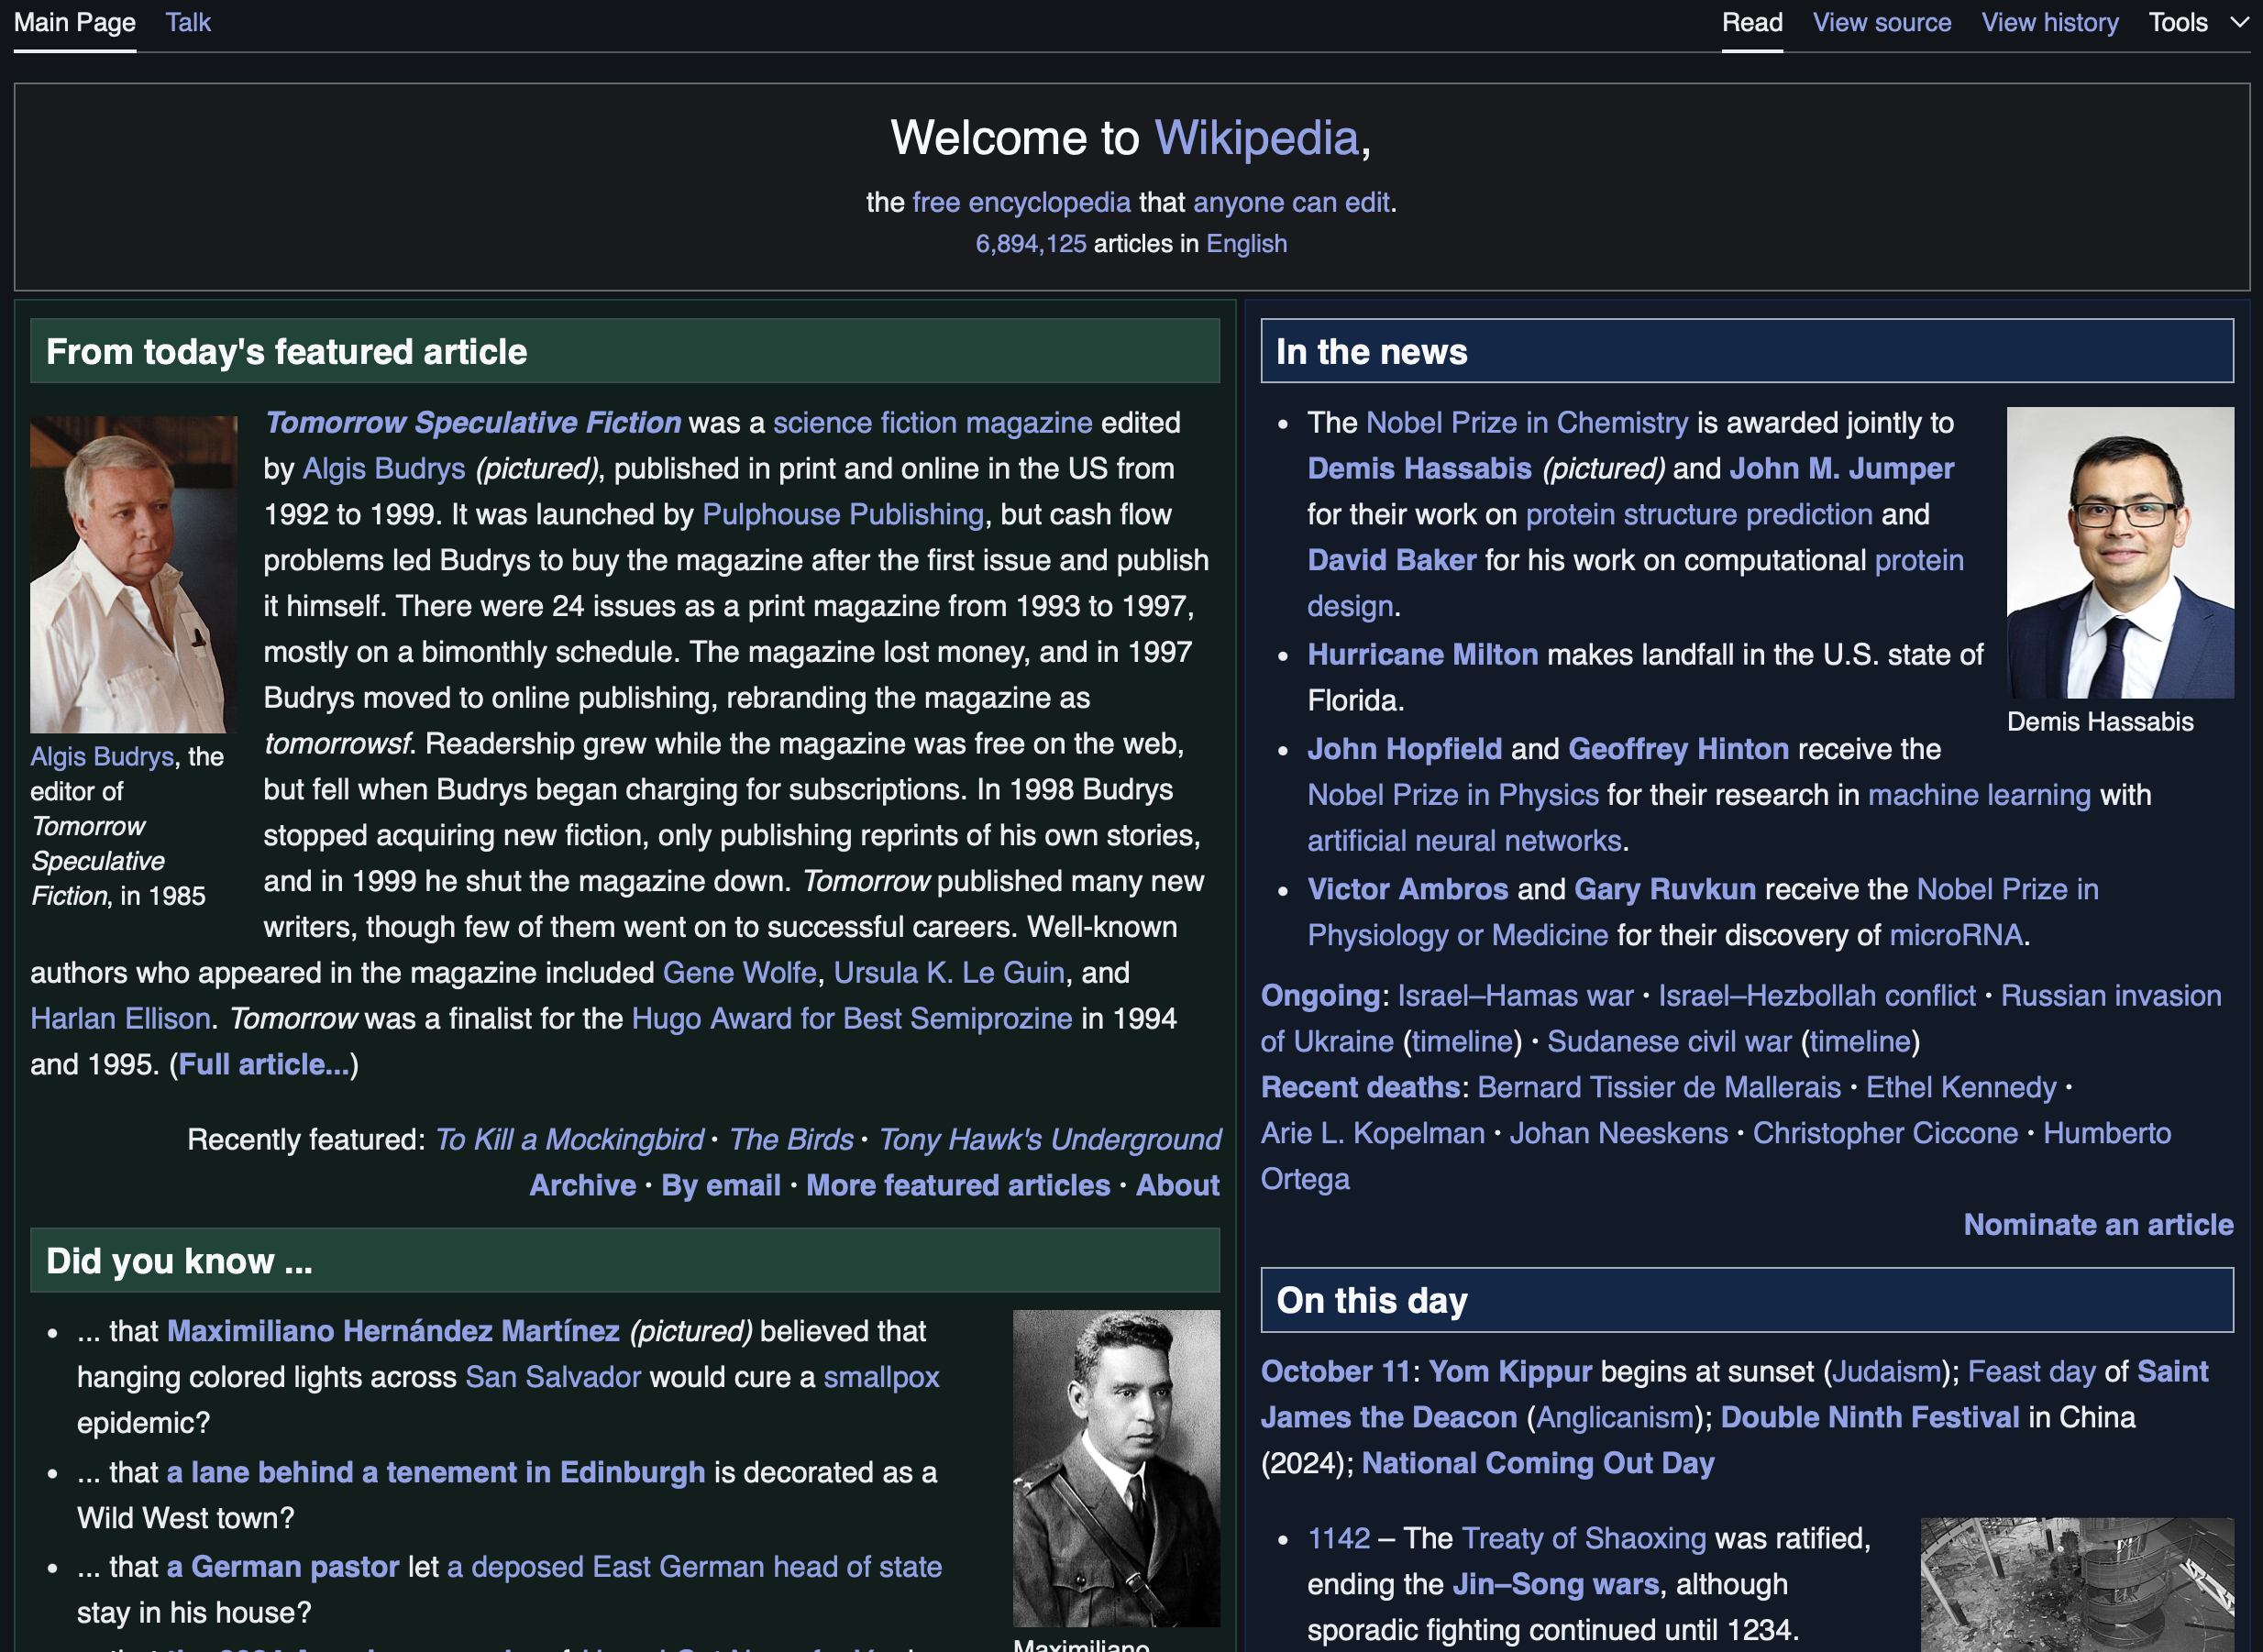 Main Page
Talk
Read
View source
View history
Tools
Welcome to Wikipedia,
the free encyclopedia that anyone can edit.
6,894,125 articles in English
From today's featured article
Tomorrow Speculative Fiction was a science fiction magazine edited
by Algis Budrys (pictured), published in print and online in the US from
1992 to 1999. It was launched by Pulphouse Publishing, but cash flow
problems led Budrys to buy the magazine after the first issue and publish
it himself. There were 24 issues as a print magazine from 1993 to 1997,
mostly on a bimonthly schedule. The magazine lost money, and in 1997
Budrys moved to online publishing, rebranding the magazine as
tomorrowsf. Readership grew while the magazine was free on the web,
but fell when Budrys began charging for subscriptions. In 1998 Budrys
stopped acquiring new fiction, only publishing reprints of his own stories,
and in 1999 he shut the magazine down. Tomorrow published many new
writers, though few of them went on to successful careers. Well-known
authors who appeared in the magazine included Gene Wolfe, Ursula K. Le Guin, and
Harlan Ellison. Tomorrow was a finalist for the Hugo Award for Best Semiprozine in 1994
and 1995. (Full article...)
Algis Budrys, the
editor of
Tomorrow
Speculative
Fiction, in 1985
Recently featured: To Kill a Mockingbird · The Birds · Tony Hawk's Underground
Archive · By email · More featured articles · About
Did you know ...
... that Maximiliano Hernández Martínez (pictured) believed that
hanging colored lights across San Salvador would cure a smallpox
epidemic?
... that a lane behind a tenement in Edinburgh is decorated as a
Wild West town?
... that a German pastor let a deposed East German head of state
stay in his house?
Maximiliano
In the news
The Nobel Prize in Chemistry is awarded jointly to
Demis Hassabis (pictured) and John M. Jumper
for their work on protein structure prediction and
David Baker for his work on computational protein
design.
Hurricane Milton makes landfall in the U.S. state of
Florida.
John Hopfield and Geoffrey Hinton receive the
Nobel Prize in Physics for their research in machine learning with
artificial neural networks.
Victor Ambros and Gary Ruvkun receive the Nobel Prize in
Physiology or Medicine for their discovery of microRNA.
Demis Hassabis
Ongoing: Israel–Hamas war · Israel–Hezbollah conflict · Russian invasion
of Ukraine (timeline) · Sudanese civil war (timeline)
Recent deaths: Bernard Tissier de Mallerais · Ethel Kennedy ·
Arie L. Kopelman · Johan Neeskens · Christopher Ciccone · Humberto
Ortega
Nominate an article
On this day
October 11: Yom Kippur begins at sunset (Judaism); Feast day of Saint
James the Deacon (Anglicanism); Double Ninth Festival in China
(2024); National Coming Out Day
1142 – The Treaty of Shaoxing was ratified,
ending the Jin–Song wars, although
sporadic fighting continued until 1234.